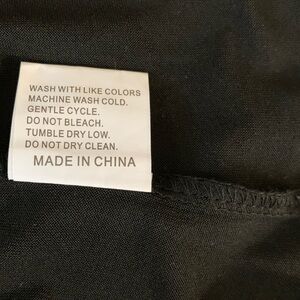 WASH WITH LIKE COLORS
MACHINE WASH COLD.
GENTLE CYCLE.
DO NOT BLEACH.
TUMBLE DRY LOW.
DO NOT DRY CLEAN.
MADE IN CHINA